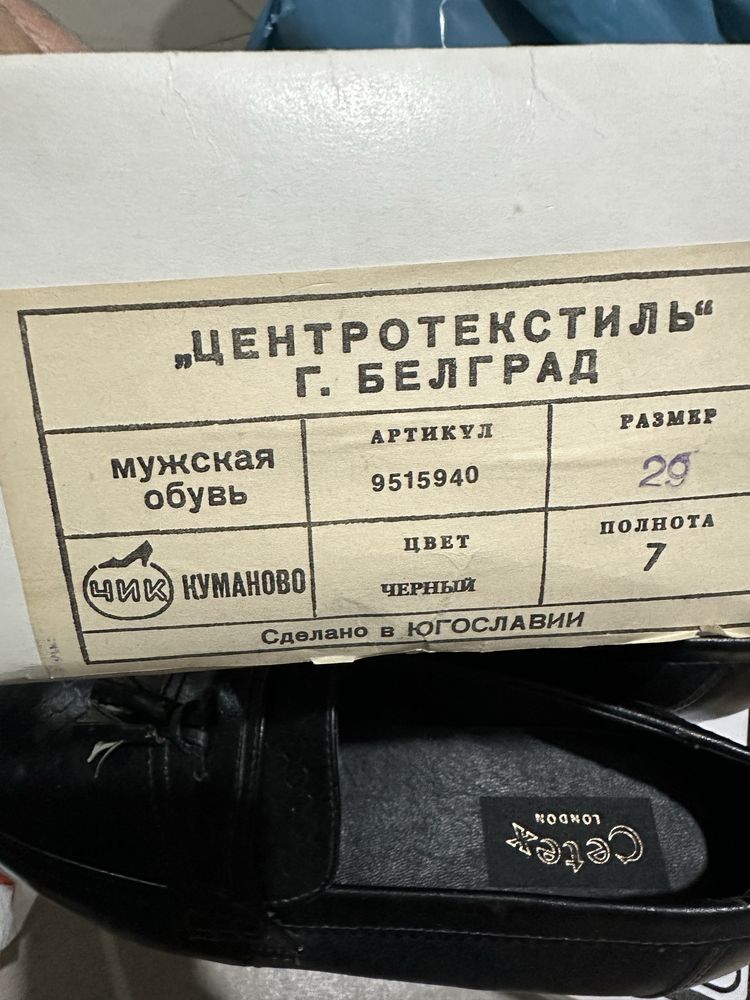 „ЦЕНТРОТЕКСТИЛЬ“
Г. БЕЛГРАД
мужская
обувь
АРТИКУЛ
9515940
РАЗМЕР
29
ЧИК
КУМАНОВО
ЦВЕТ
ЧЕРНЫЙ
ПОЛНОТА
7
Сделано в ЮГОСЛАВИИ
Cetex
LONDON